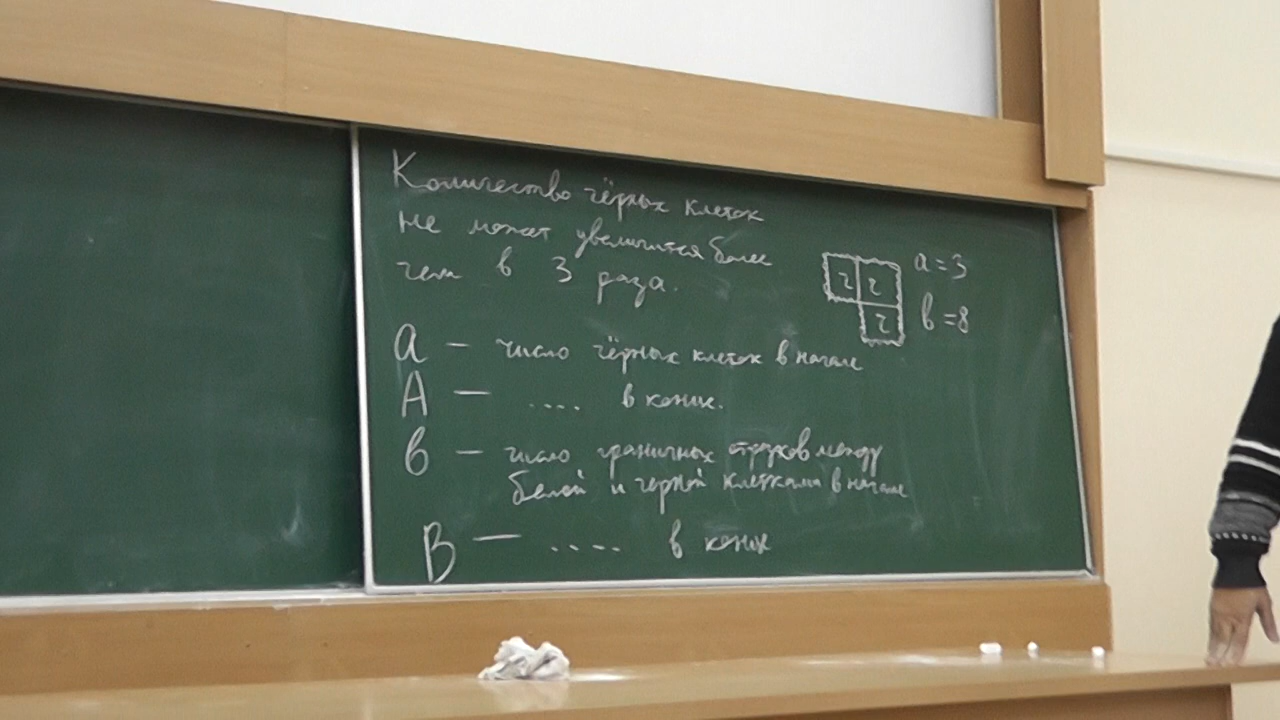 Количество чёрных клеток
не может увеличится более
чем в 3 раза.
ч ч
ч
a = 3
в = 8
a — число чёрных клеток в начале
A — .... в конце.
в — число граничных отрезков между
белой и черной клетками в начале
B — .... в конце